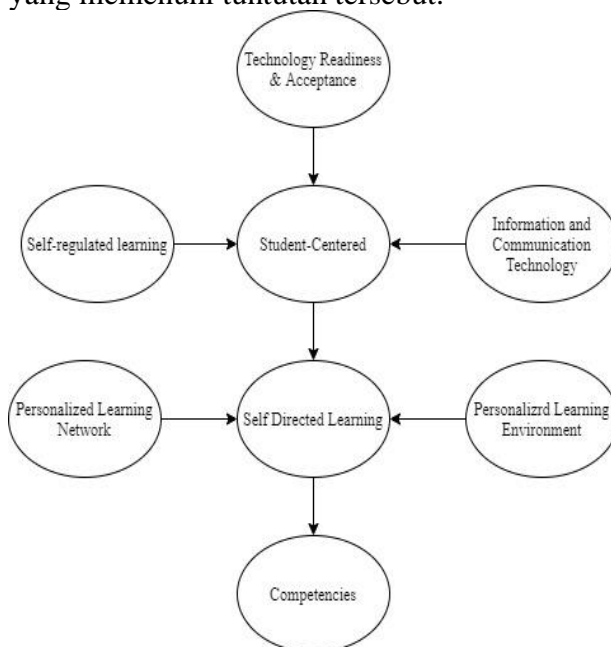 yang memenuhi tuntutan tersebut.
Technology Readiness
& Acceptance
Self-regulated learning
Student-Centered
Information and
Communication
Technology
Personalized Learning
Network
Self Directed Learning
Personalizrd Learning
Environment
Competencies